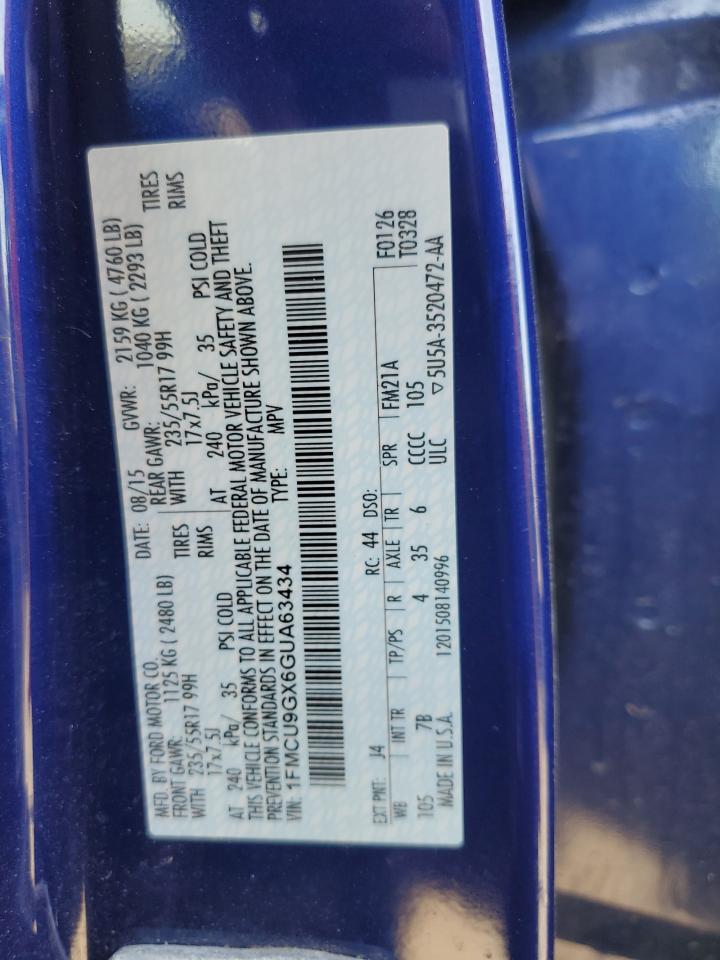 MFD. BY FORD MOTOR CO. DATE: 08/15 GVWR: 2159 KG ( 4760 LB)
FRONT GAWR: 1125 KG ( 2480 LB) REAR GAWR: 1040 KG ( 2293 LB)
WITH 235/55R17 99H TIRES WITH 235/55R17 99H TIRES
17x7.5J RIMS 17x7.5J RIMS
AT 240 kPa/ 35 PSI COLD AT 240 kPa/ 35 PSI COLD
THIS VEHICLE CONFORMS TO ALL APPLICABLE FEDERAL MOTOR VEHICLE SAFETY AND THEFT
PREVENTION STANDARDS IN EFFECT ON THE DATE OF MANUFACTURE SHOWN ABOVE.
VIN: 1FMCU9GX6GUA63434 TYPE: MPV
EXT PNT: J4 RC: 44 DSO: F0126
WB INT TR TP/PS R AXLE TR SPR FM21A T0328
105 7B 4 35 6 CCCC 105
MADE IN U.S.A. 1201508140996 ULC ▽5U5A-3520472-AA